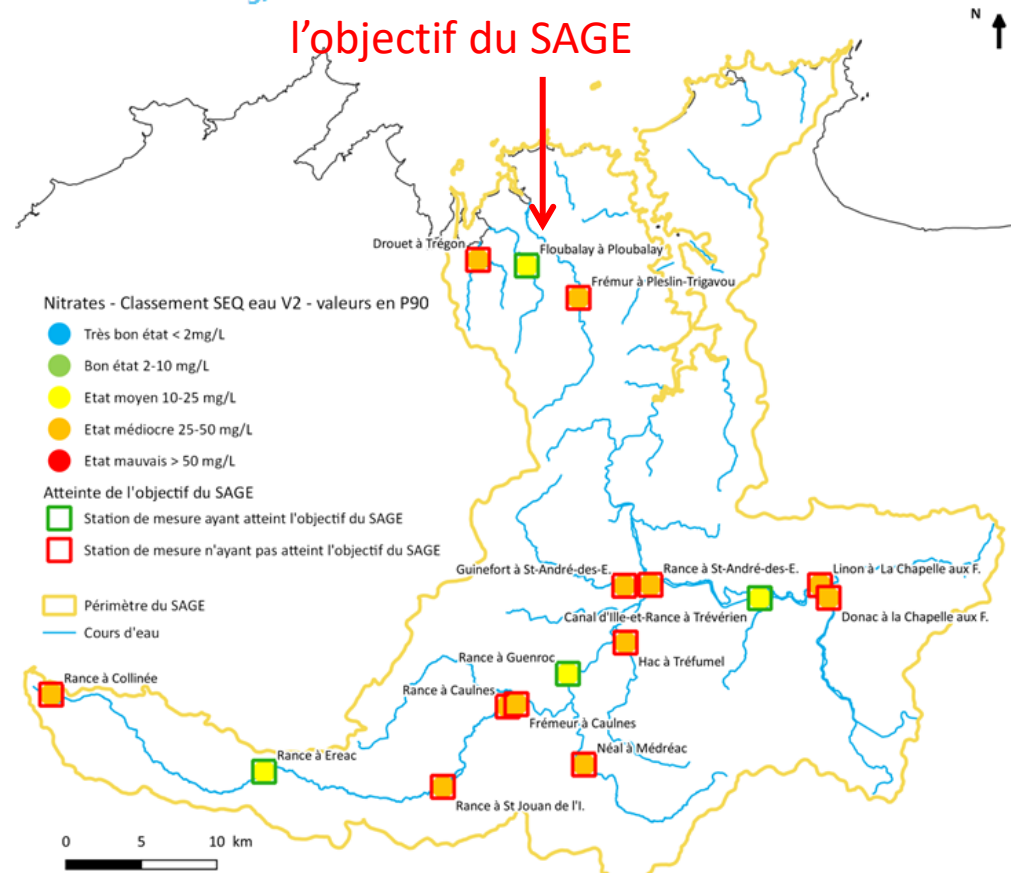 l'objectif du SAGE
N
Drouet à Trégon
Floubalay à Ploubalay
Frémur à Pleslin-Trigavou
Nitrates - Classement SEQ eau V2 - valeurs en P90
Très bon état < 2mg/L
Bon état 2-10 mg/L
Etat moyen 10-25 mg/L
Etat médiocre 25-50 mg/L
Etat mauvais > 50 mg/L
Atteinte de l'objectif du SAGE
Station de mesure ayant atteint l'objectif du SAGE
Station de mesure n'ayant pas atteint l'objectif du SAGE
Périmètre du SAGE
Cours d'eau
Guinefort à St-André-des-E.
Rance à St-André-des-E.
Linon à La Chapelle aux F.
Canal d'Ille-et-Rance à Trévérien
Donac à la Chapelle aux F.
Hac à Tréfumel
Rance à Guenroc
Rance à Collinée
Rance à Caulnes
Frémeur à Caulnes
Néal à Médréac
Rance à Ereac
Rance à St Jouan de l'I.
0 5 10 km